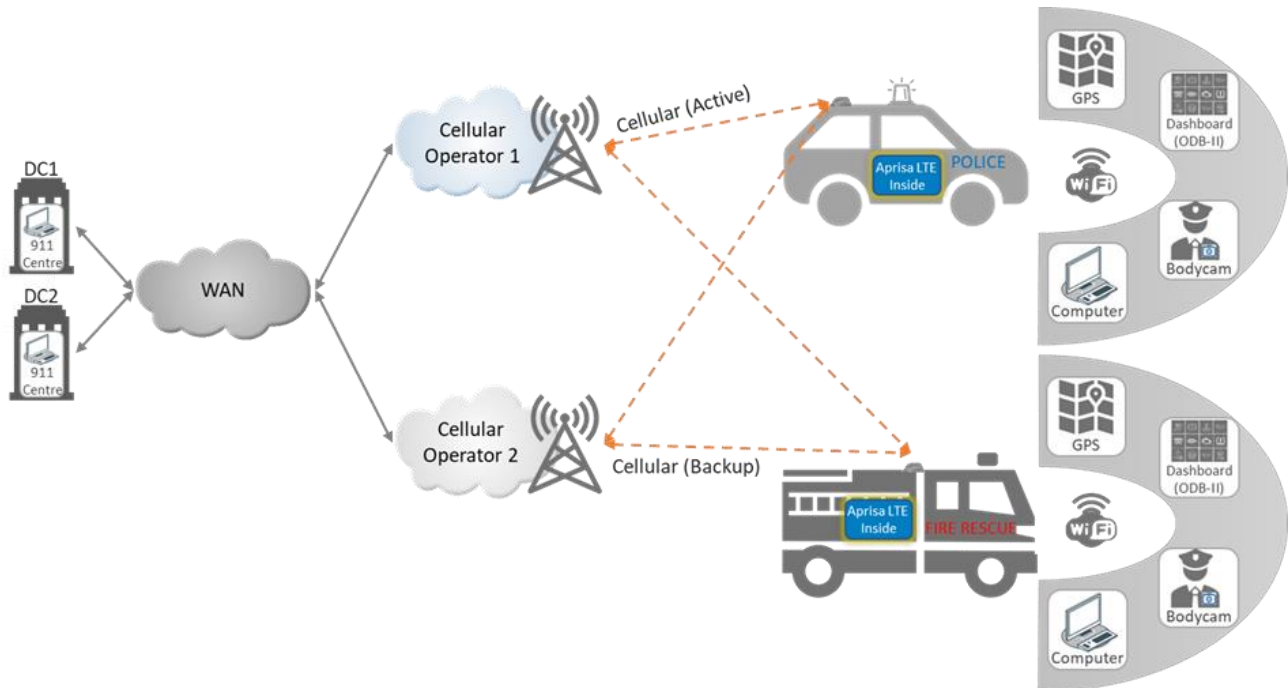 DC1
911
Centre
DC2
911
Centre
WAN
Cellular
Operator 1
Cellular
Operator 2
Cellular (Active)
Cellular (Backup)
Aprisa LTE
Inside
POLICE
Aprisa LTE
Inside
FIRE RESCUE
GPS
Dashboard
(ODB-II)
WiFi
Bodycam
Computer
GPS
Dashboard
(ODB-II)
WiFi
Bodycam
Computer